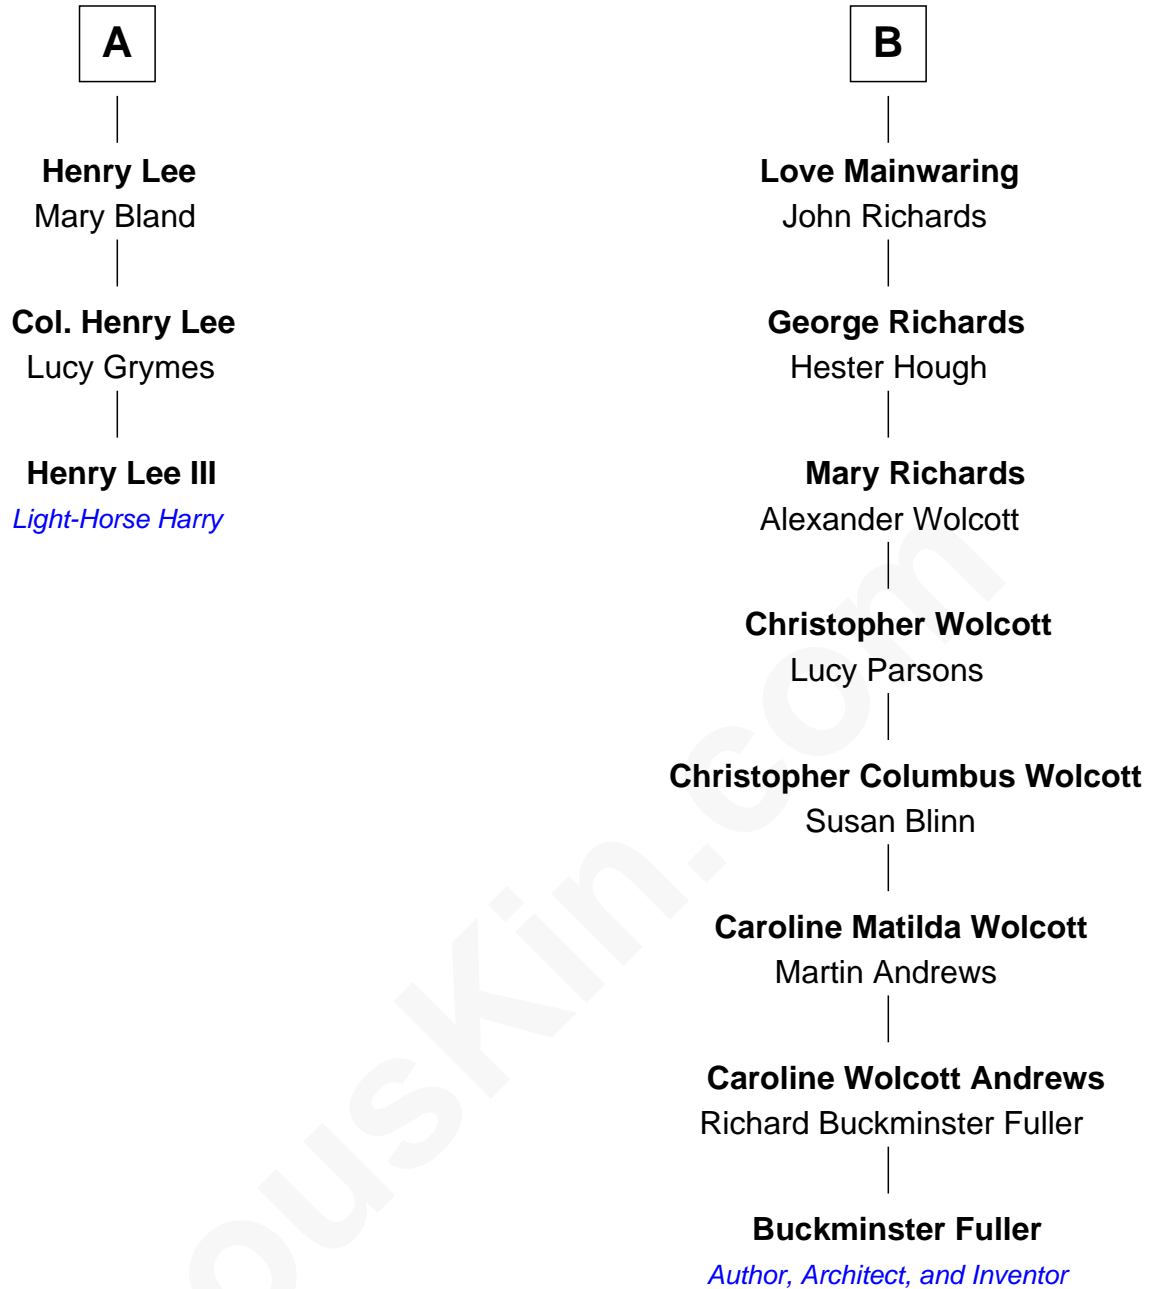 A
Henry Lee
Mary Bland
Col. Henry Lee
Lucy Grymes
Henry Lee III
Light-Horse Harry
B
Love Mainwaring
John Richards
George Richards
Hester Hough
Mary Richards
Alexander Wolcott
Christopher Wolcott
Lucy Parsons
Christopher Columbus Wolcott
Susan Blinn
Caroline Matilda Wolcott
Martin Andrews
Caroline Wolcott Andrews
Richard Buckminster Fuller
Buckminster Fuller
Author, Architect, and Inventor
ousKin.com